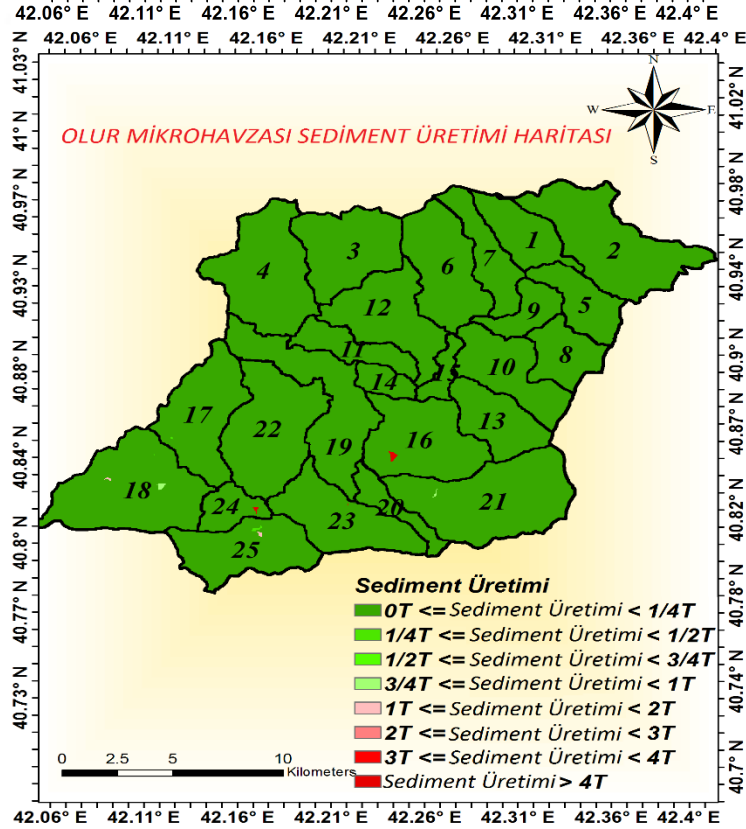 42.06° E 42.11° E 42.16° E 42.21° E 42.26° E 42.31° E 42.36° E 42.4° E
42.06° E 42.11° E 42.16° E 42.21° E 42.26° E 42.31° E 42.36° E 42.4° E
41.03° N
41° N
40.97° N
40.93° N
40.88° N
40.84° N
40.8° N
40.77° N
40.73° N
41.02° N
40.98° N
40.94° N
40.9° N
40.87° N
40.82° N
40.78° N
40.74° N
40.7° N
N
W E
S
OLUR MİKROHAVZASI SEDİMENT ÜRETİMİ HARİTASI
1
2
3
4
5
6
7
8
9
10
11
12
13
14
15
16
17
18
19
20
21
22
23
24
25
Sediment Üretimi
0T <= Sediment Üretimi < 1/4T
1/4T <= Sediment Üretimi < 1/2T
1/2T <= Sediment Üretimi < 3/4T
3/4T <= Sediment Üretimi < 1T
1T <= Sediment Üretimi < 2T
2T <= Sediment Üretimi < 3T
3T <= Sediment Üretimi < 4T
Sediment Üretimi > 4T
0 2.5 5 10
Kilometers
42.06° E 42.11° E 42.16° E 42.21° E 42.26° E 42.31° E 42.36° E 42.4° E